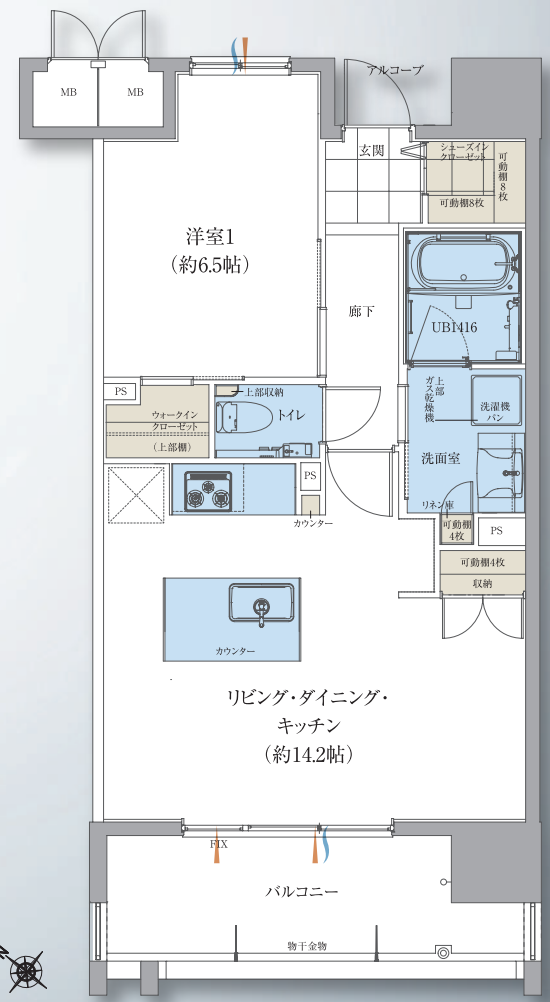 MB
MB
アルコーブ
玄関
シューズイン
クローゼット
可動棚8枚
可動棚8枚
洋室1
(約6.5帖)
廊下
UB1416
PS
上部収納
トイレ
ウォークイン
クローゼット
(上部棚)
上部
ガス乾燥機
洗濯機
パン
洗面室
PS
カウンター
リネン庫
可動棚
4枚
PS
可動棚4枚
収納
カウンター
リビング・ダイニング・
キッチン
(約14.2帖)
FIX
バルコニー
物干金物
N